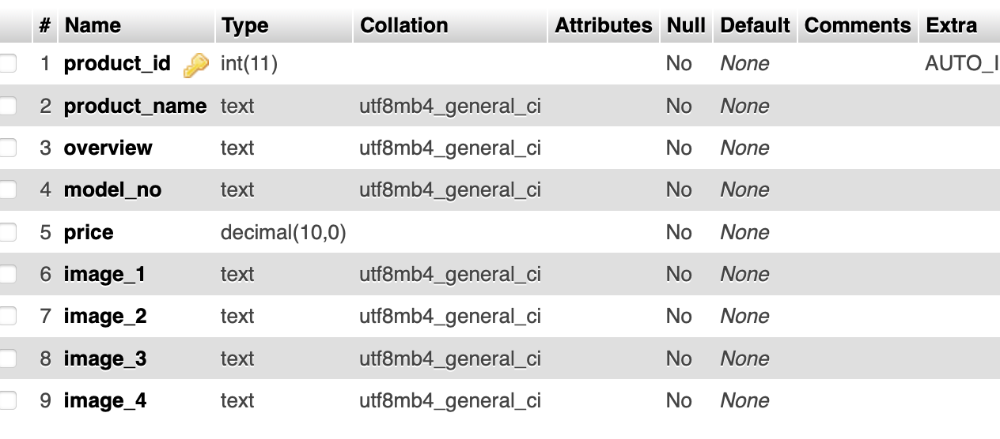 # Name Type Collation Attributes Null Default Comments Extra
1 product_id int(11) No None AUTO_I
2 product_name text utf8mb4_general_ci No None
3 overview text utf8mb4_general_ci No None
4 model_no text utf8mb4_general_ci No None
5 price decimal(10,0) No None
6 image_1 text utf8mb4_general_ci No None
7 image_2 text utf8mb4_general_ci No None
8 image_3 text utf8mb4_general_ci No None
9 image_4 text utf8mb4_general_ci No None